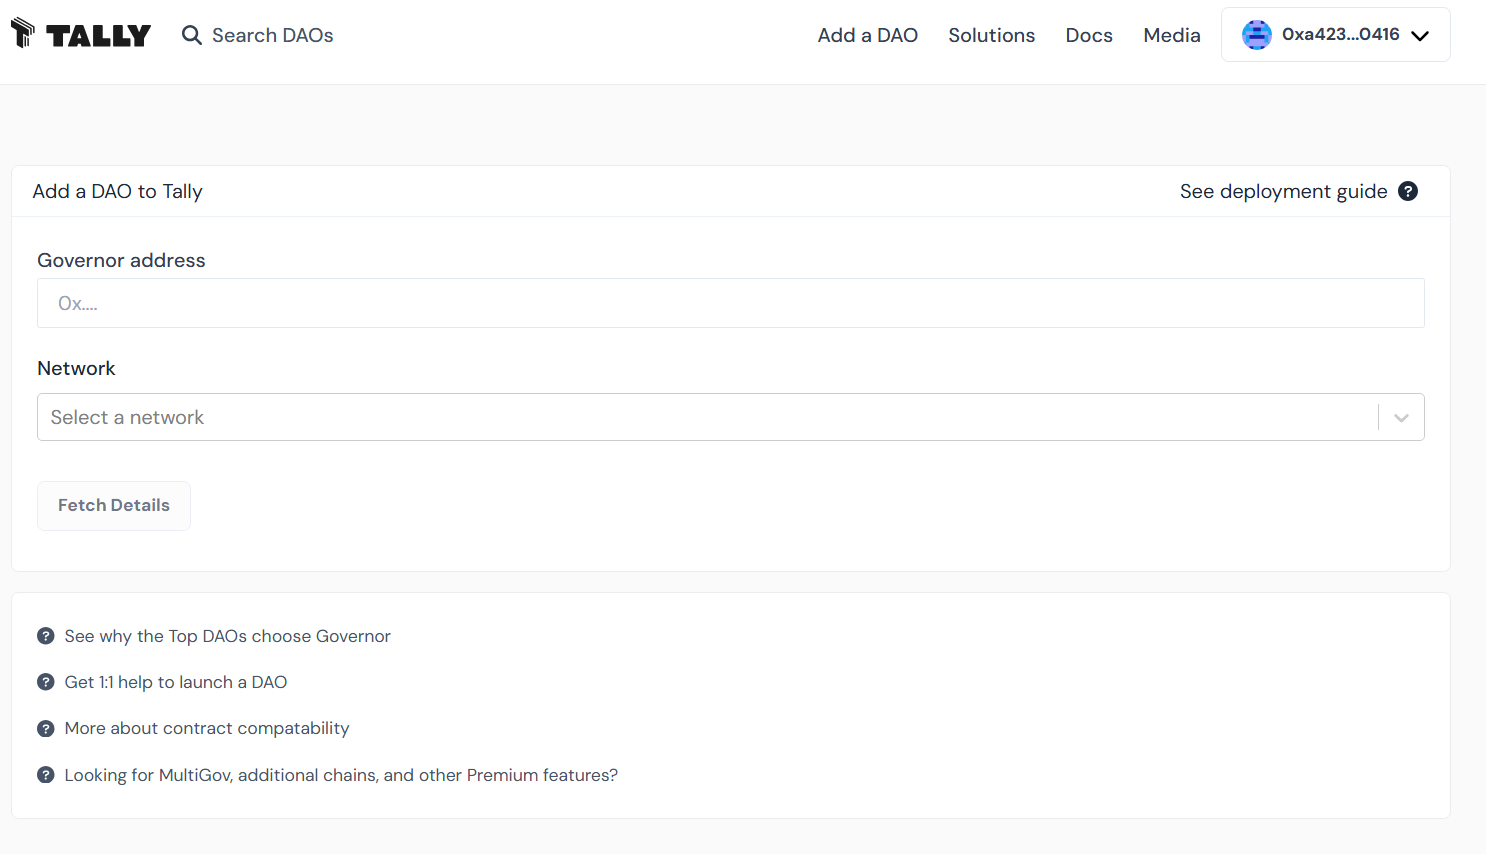 TALLY
Search DAOs
Add a DAO
Solutions
Docs
Media
0xa423...0416
Add a DAO to Tally
See deployment guide ?
Governor address
0x....
Network
Select a network
Fetch Details
? See why the Top DAOs choose Governor
? Get 1:1 help to launch a DAO
? More about contract compatability
? Looking for MultiGov, additional chains, and other Premium features?